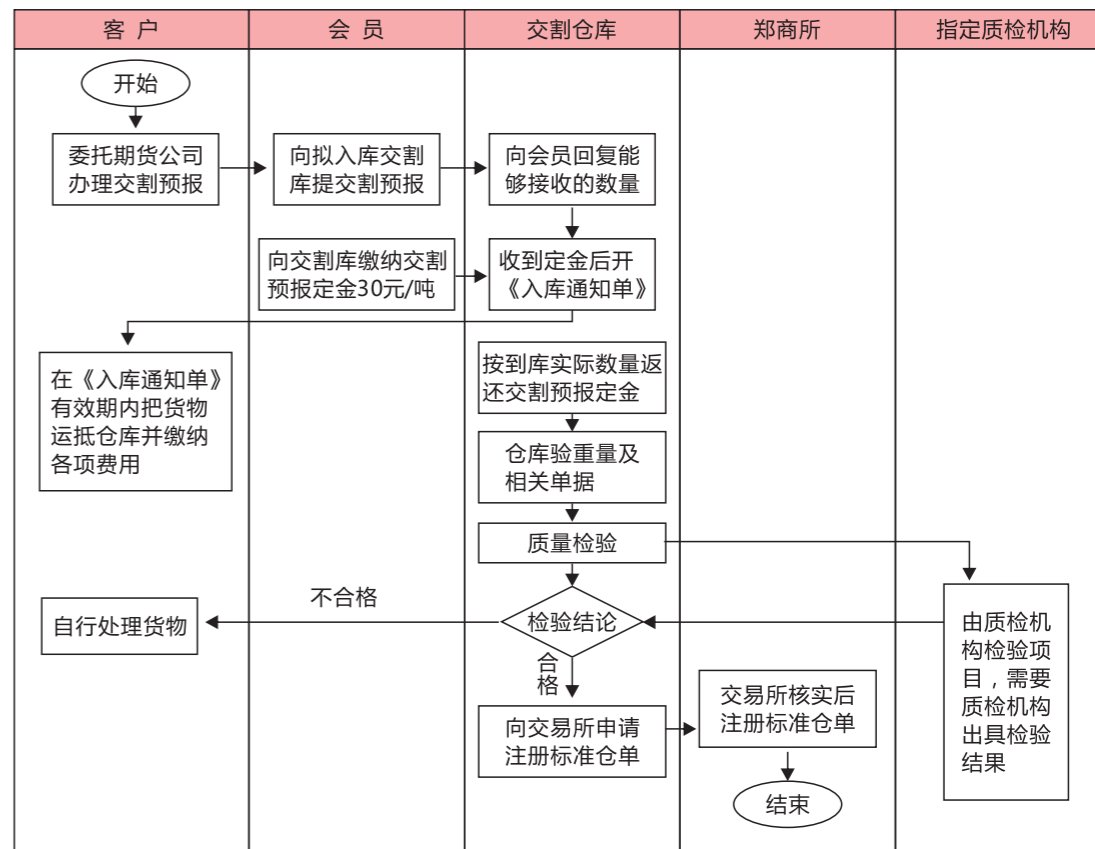 客 户
会 员
交割仓库
郑商所
指定质检机构
开始
委托期货公司
办理交割预报
向拟入库交割
库提交割预报
向会员回复能
够接收的数量
向交割库缴纳交割
预报定金30元/吨
收到定金后开
《入库通知单》
在《入库通知单》
有效期内把货物
运抵仓库并缴纳
各项费用
按到库实际数量返
还交割预报定金
仓库验重量及
相关单据
质量检验
不合格
自行处理货物
检验结论
由质检机
构检验项
目，需要
质检机构
出具检验
结果
合
格
向交易所申请
注册标准仓单
交易所核实后
注册标准仓单
结束